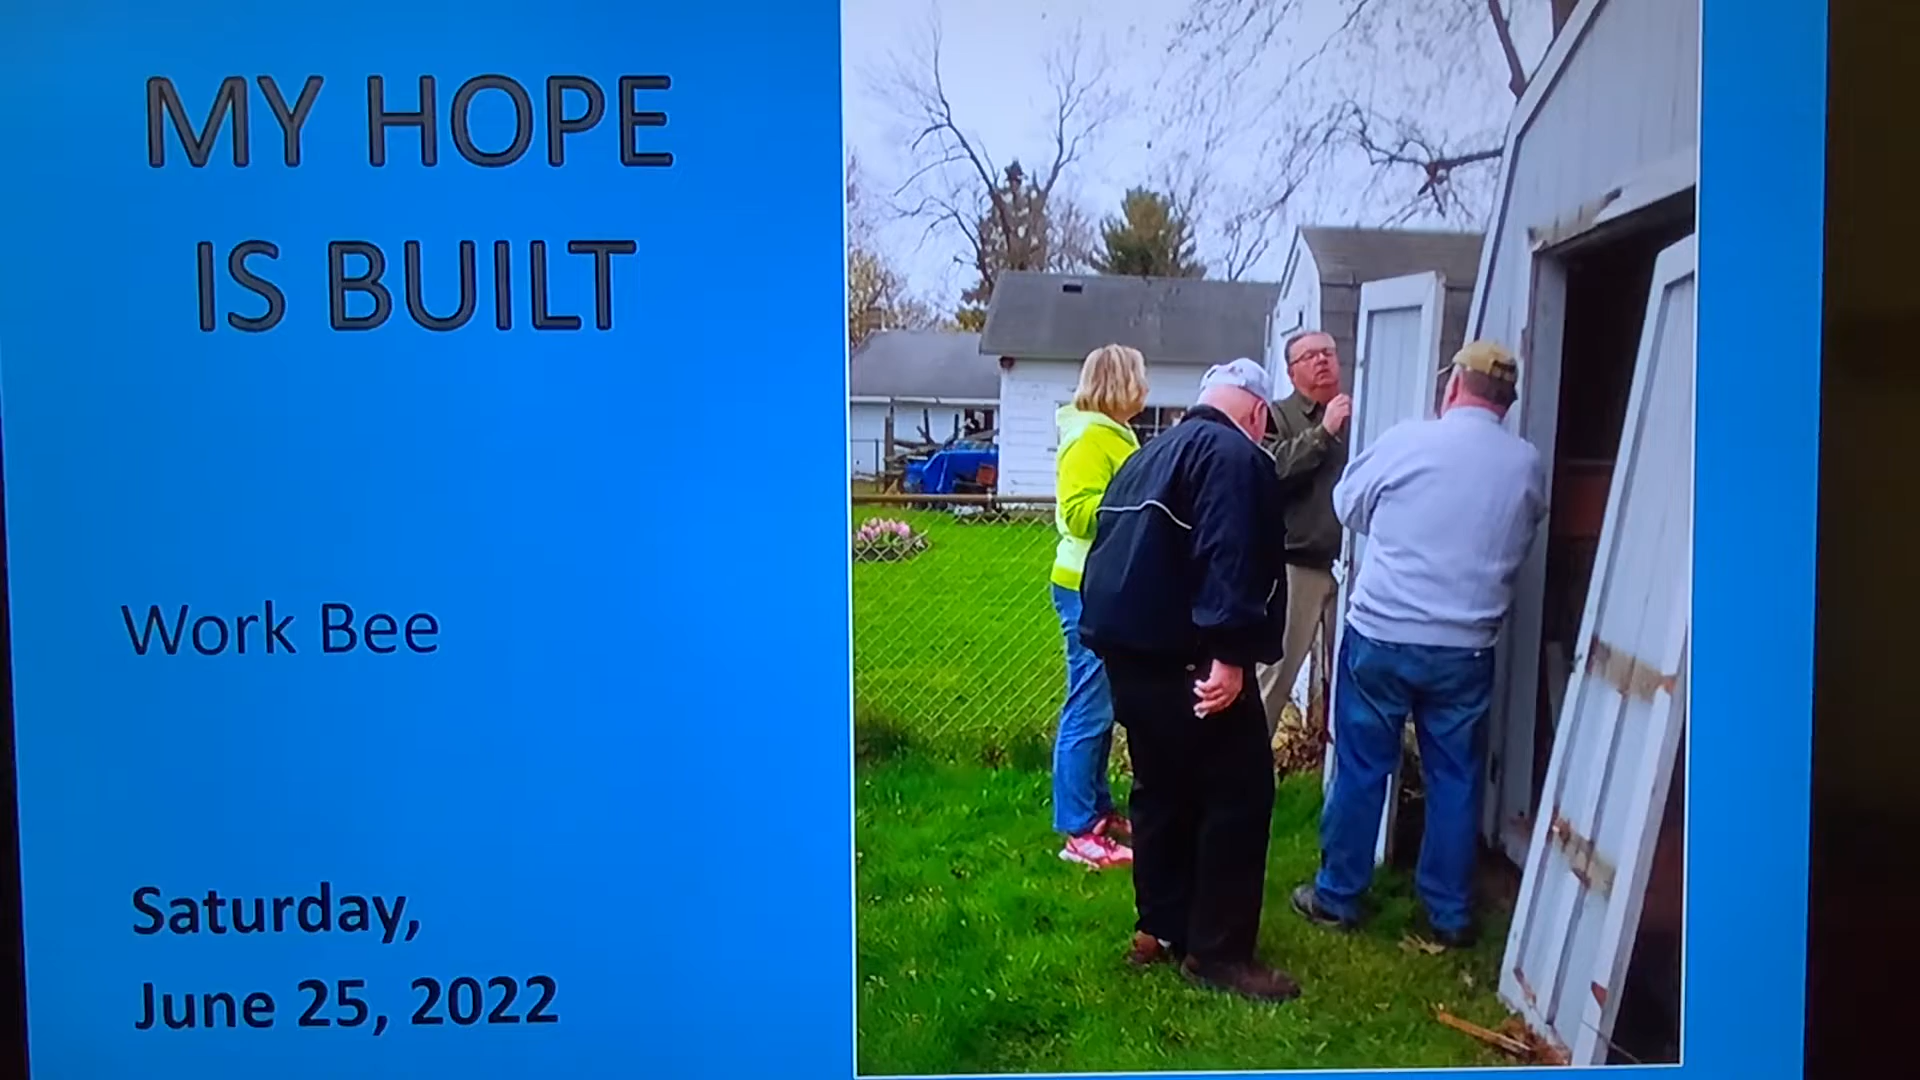 MY HOPE
IS BUILT
Work Bee
Saturday,
June 25, 2022